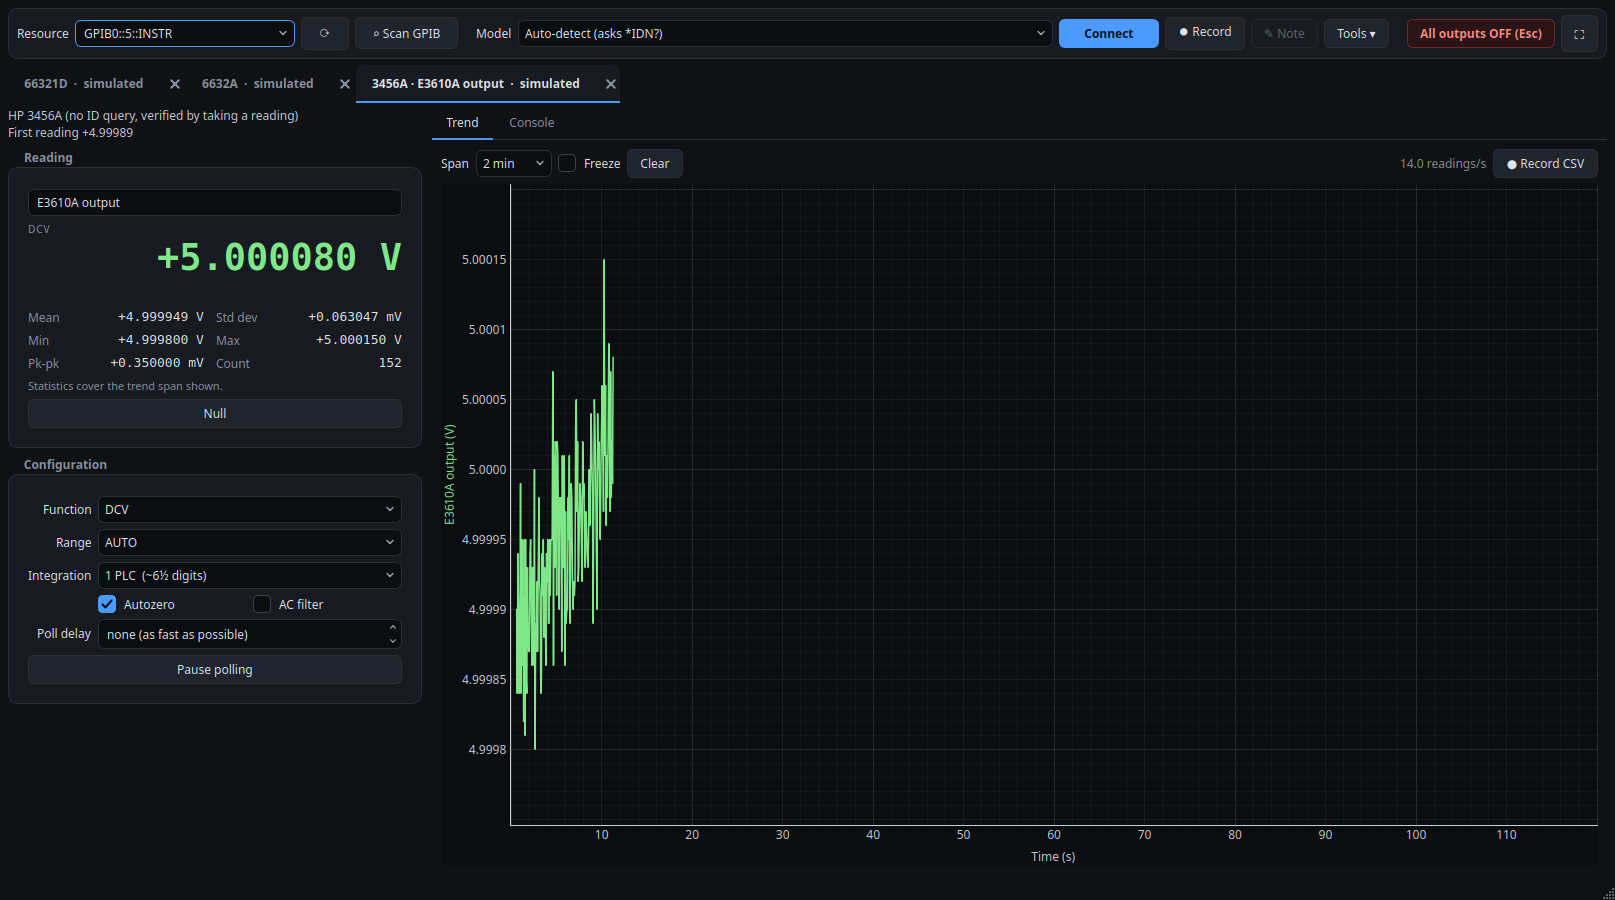 Resource GPIB0::5::INSTR ⟳ ⌕ Scan GPIB Model Auto-detect (asks *IDN?) Connect ● Record ✎ Note Tools ▾ All outputs OFF (Esc) ⛶
66321D · simulated ✕ 6632A · simulated ✕ 3456A · E3610A output · simulated ✕
HP 3456A (no ID query, verified by taking a reading)
First reading +4.99989
Reading
E3610A output
DCV
+5.000080 V
Mean +4.999949 V Std dev +0.063047 mV
Min +4.999800 V Max +5.000150 V
Pk-pk +0.350000 mV Count 152
Statistics cover the trend span shown.
Null
Configuration
Function DCV
Range AUTO
Integration 1 PLC (~6½ digits)
Autozero AC filter
Poll delay none (as fast as possible)
Pause polling
Trend Console
Span 2 min Freeze Clear 14.0 readings/s ● Record CSV
E3610A output (V)
5.00015
5.0001
5.00005
5.0000
4.99995
4.9999
4.99985
4.9998
10 20 30 40 50 60 70 80 90 100 110
Time (s)